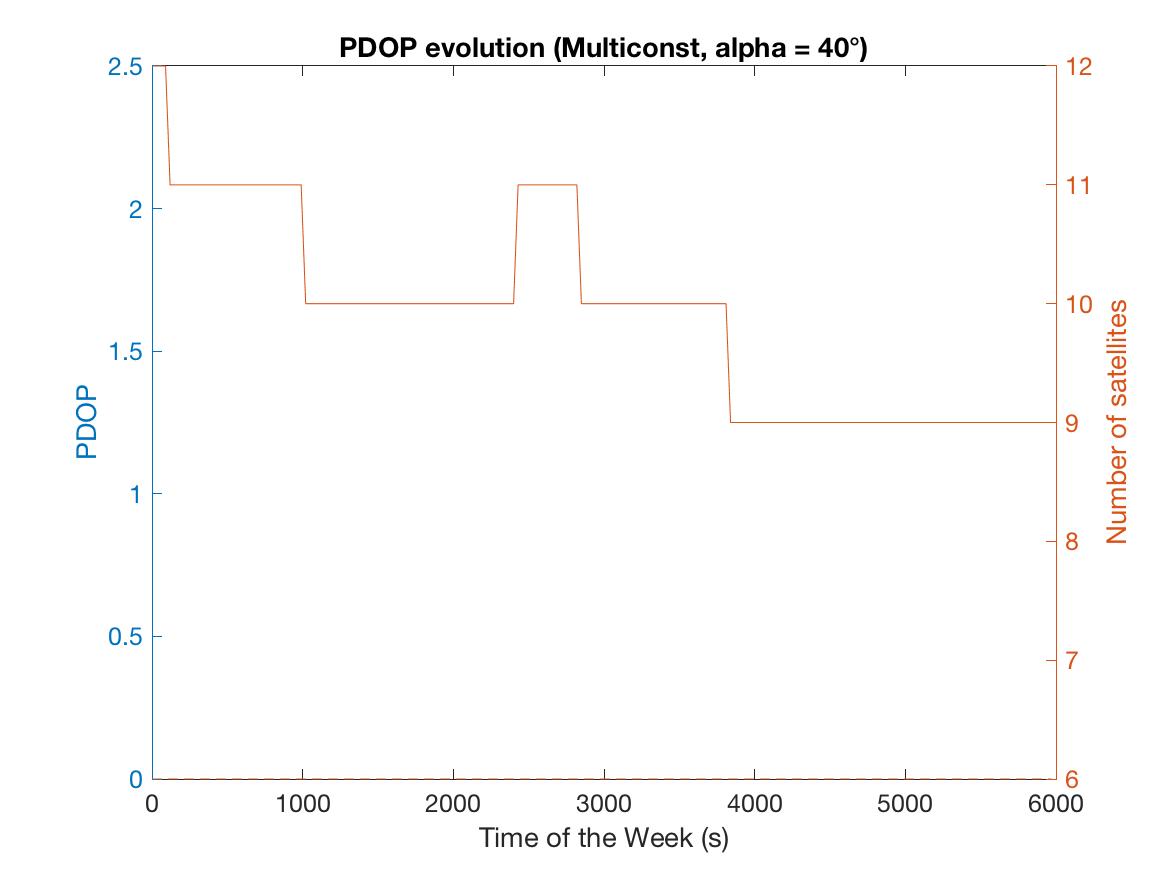 PDOP evolution (Multiconst, alpha = 40°)
2.5
2
1.5
1
0.5
0
PDOP
12
11
10
9
8
7
6
Number of satellites
0 1000 2000 3000 4000 5000 6000
Time of the Week (s)